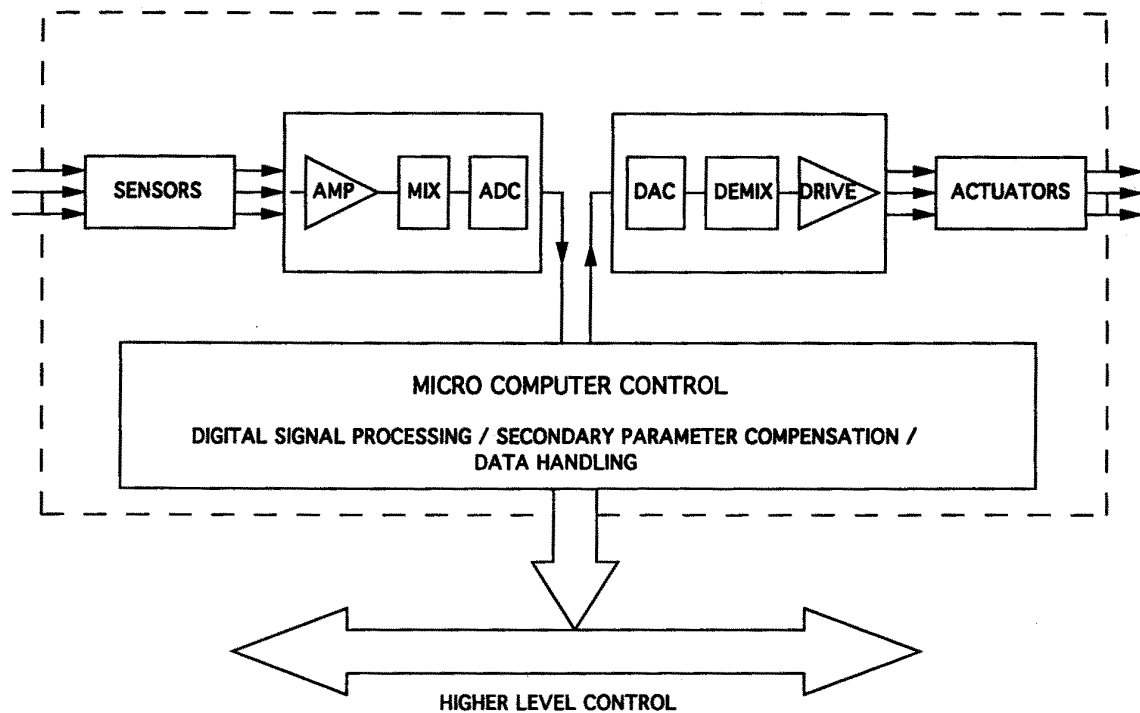 SENSORS
AMP
MIX
ADC
DAC
DEMIX
DRIVE
ACTUATORS
MICRO COMPUTER CONTROL
DIGITAL SIGNAL PROCESSING / SECONDARY PARAMETER COMPENSATION /
DATA HANDLING
HIGHER LEVEL CONTROL